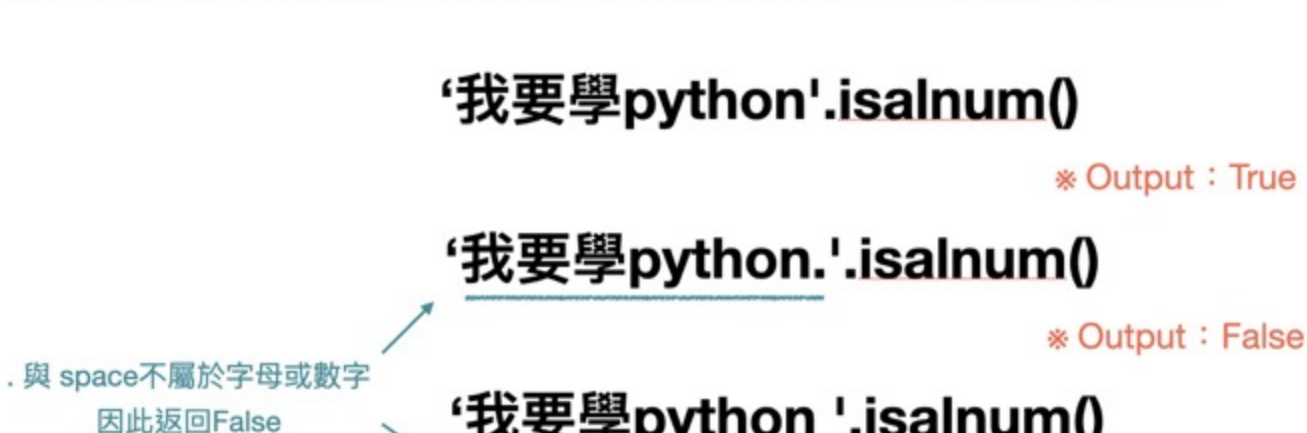 ‘我要學python'.isalnum()
※ Output：True
‘我要學python.'.isalnum()
※ Output：False
. 與 space不屬於字母或數字
因此返回False
‘我要學python '.isalnum()